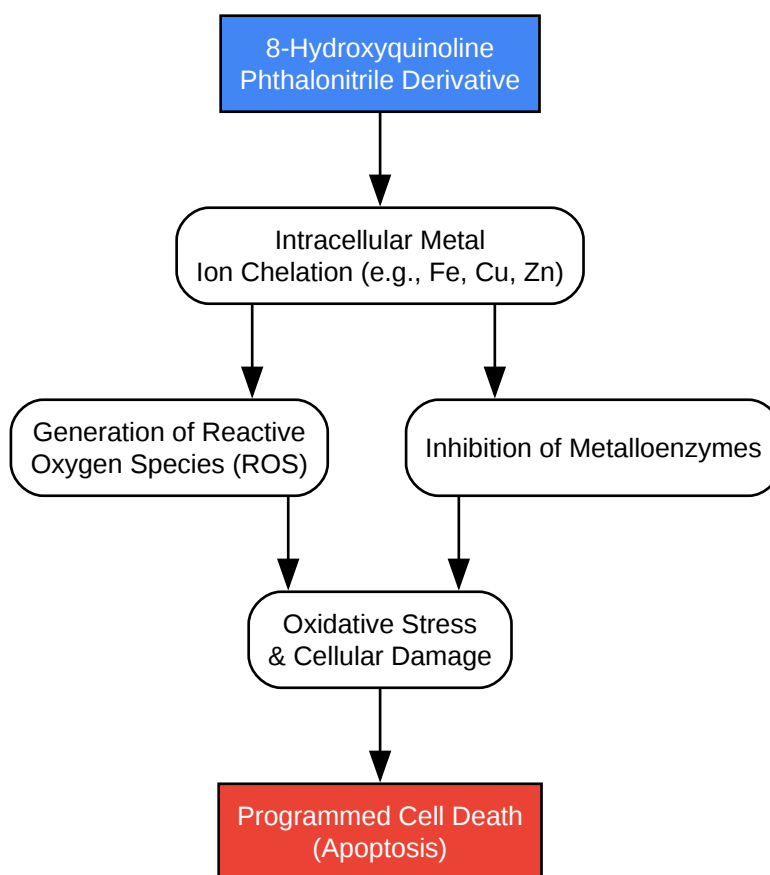 8-Hydroxyquinoline
Phthalonitrile Derivative
Intracellular Metal
Ion Chelation (e.g., Fe, Cu, Zn)
Generation of Reactive
Oxygen Species (ROS)
Inhibition of Metalloenzymes
Oxidative Stress
& Cellular Damage
Programmed Cell Death
(Apoptosis)